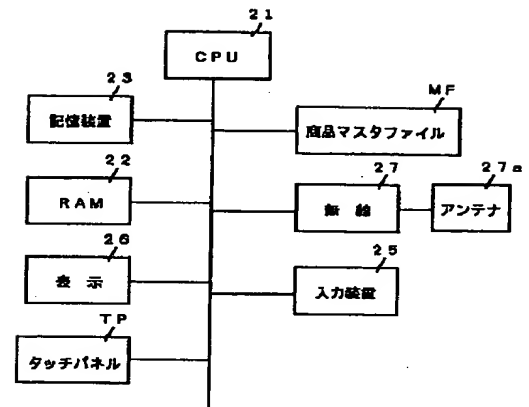 21
CPU
23
記憶装置
MF
商品マスタファイル
22
RAM
27
無線
27a
アンテナ
26
表示
25
入力装置
TP
タッチパネル